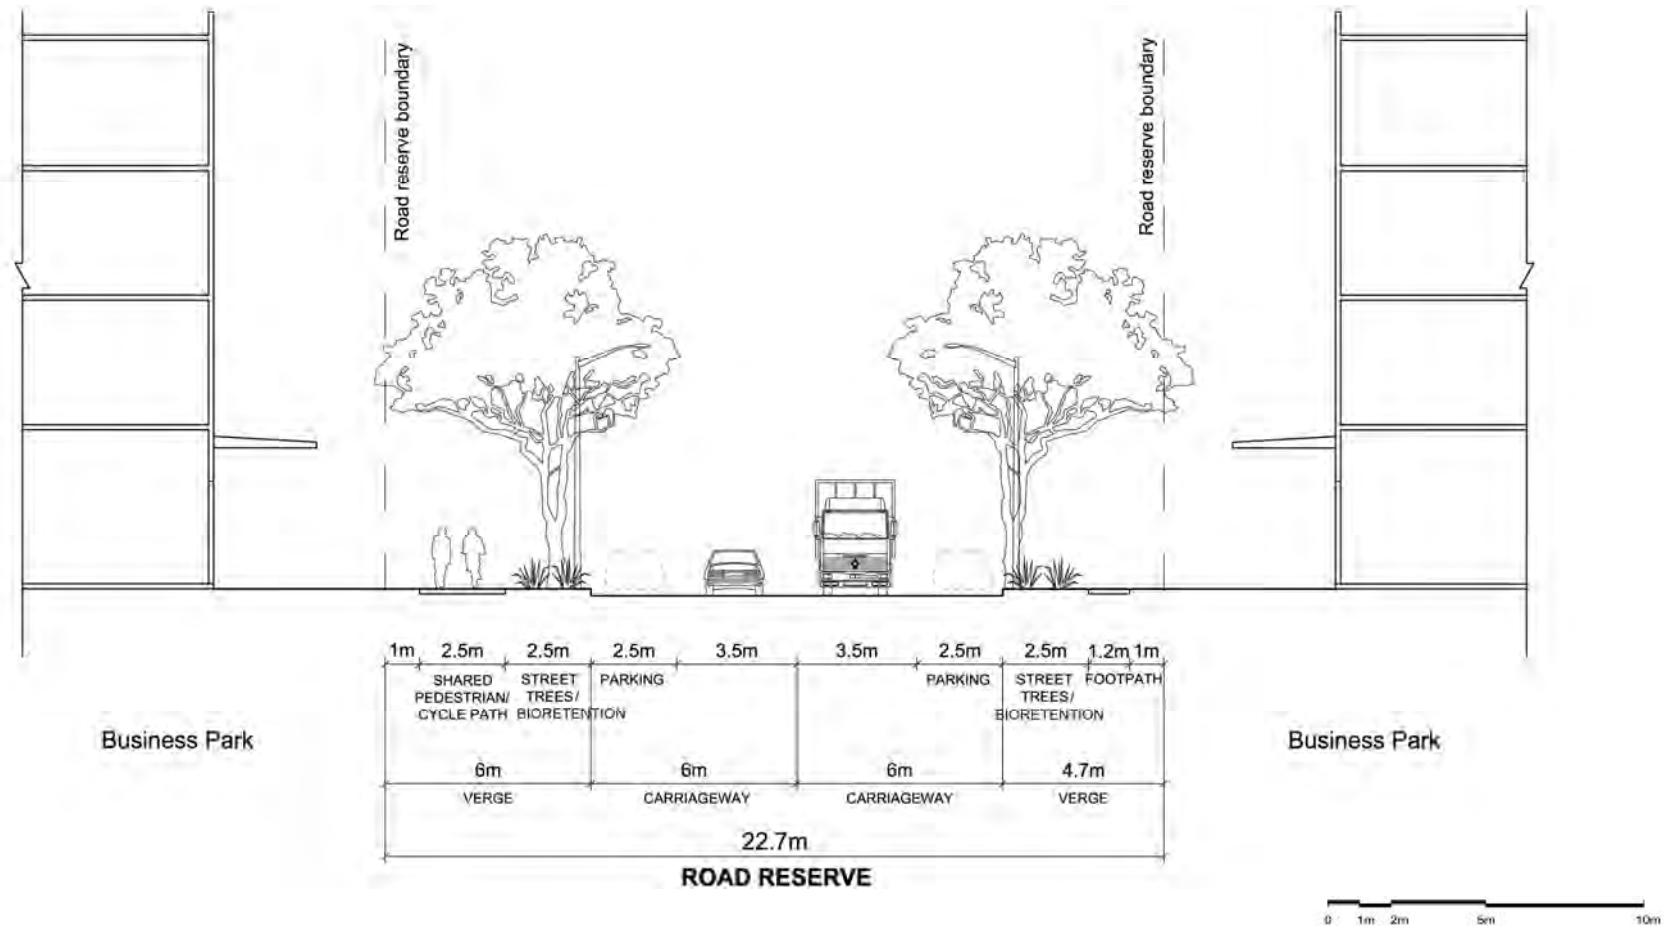 Road reserve boundary
Road reserve boundary
1m 2.5m 2.5m 2.5m 3.5m 3.5m 2.5m 2.5m 1.2m 1m
SHARED
PEDESTRIAN/
CYCLE PATH
STREET
TREES/
BIORETENTION
PARKING
PARKING
STREET
TREES/
BIORETENTION
FOOTPATH
Business Park
Business Park
6m 6m 6m 4.7m
VERGE CARRIAGEWAY CARRIAGEWAY VERGE
22.7m
ROAD RESERVE
0 1m 2m 5m 10m